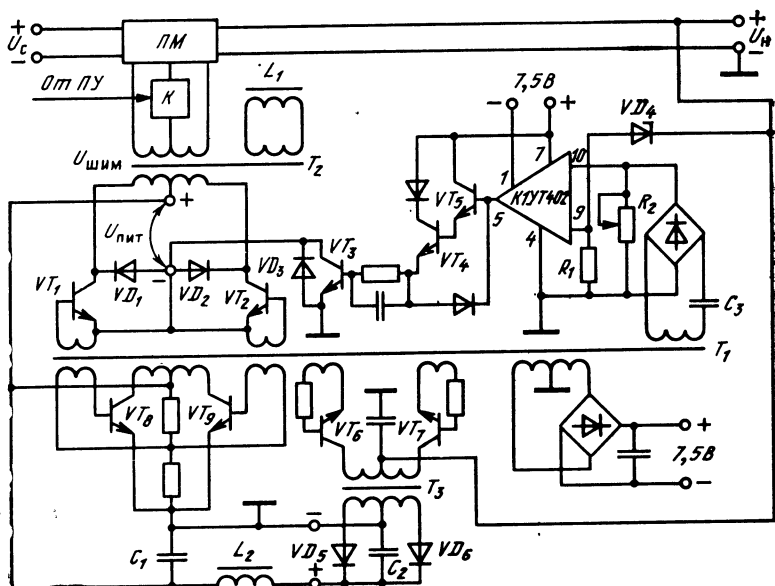 + ПМ +
Uс Uн
− −
От ПУ К L1
7,5В
− + VD4
Uшим T2
7 10
+ VT5 1 К1УТ402 R2
Uпит 5 9
VT3 4
VT4 R1
VT1 VD1 − VD2 VT2 VD3 C3
T1
VT8 VT9 VT6 VT7 +
7,5В
T3 −
−
C1 L2 VD5 C2 VD6
+